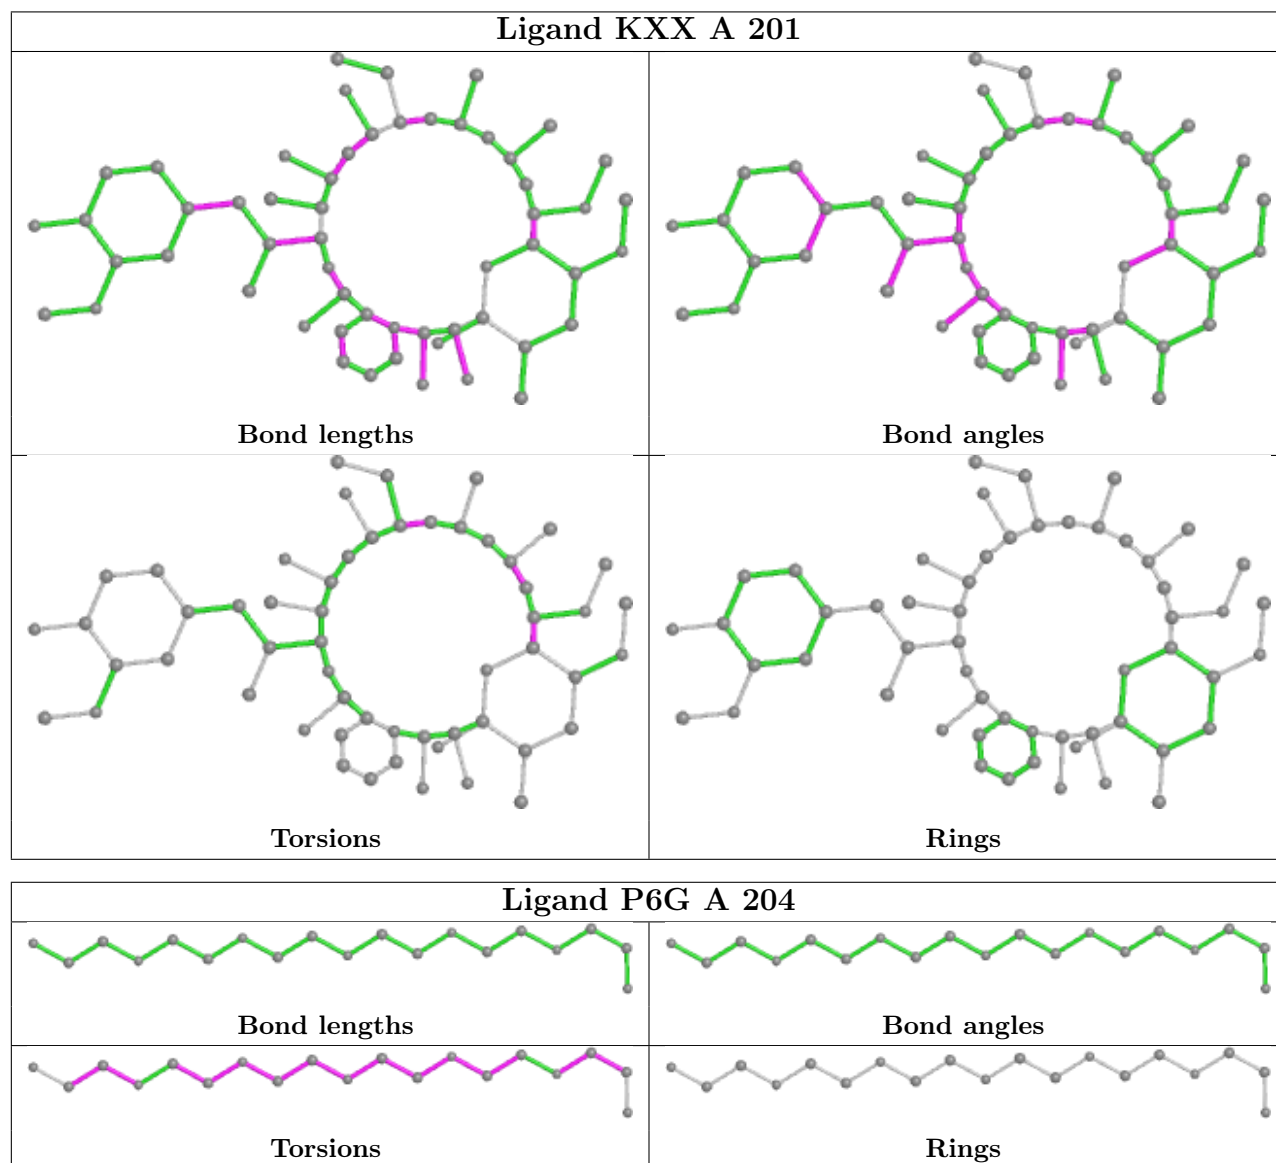 Ligand KXX A 201
Bond lengths
Bond angles
Torsions
Rings
Ligand P6G A 204
Bond lengths
Bond angles
Torsions
Rings